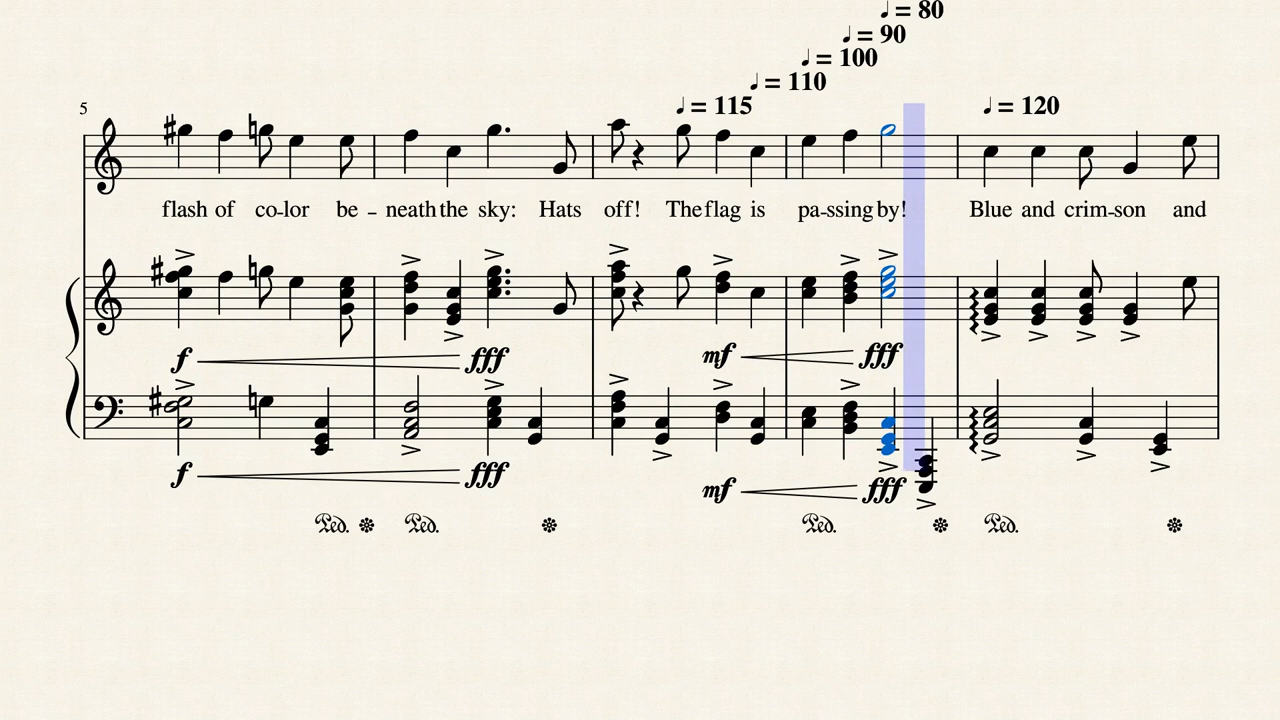 ♩ = 80
♩ = 90
♩ = 100
♩ = 110
5 ♩ = 115 ♩ = 120
flash of co-lor be - neath the sky: Hats off! The flag is pa-ssing by! Blue and crim-son and
f fff mf fff
f fff mf fff
Ped. Ped. Ped. Ped.